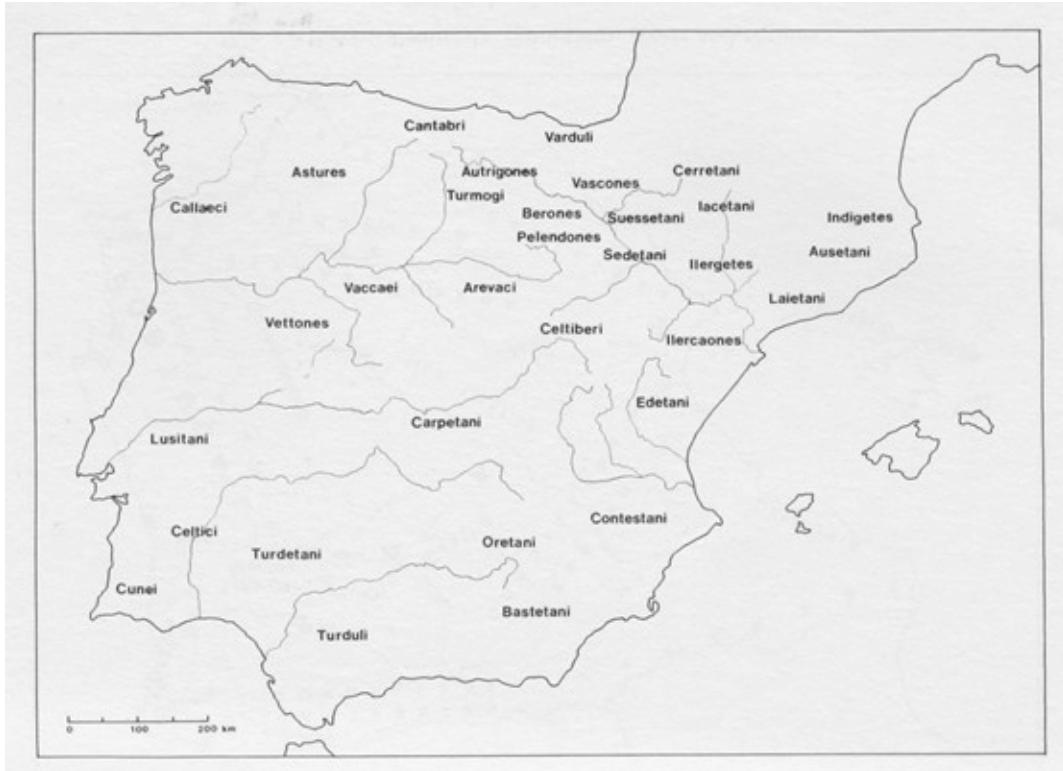 Cantabri
Varduli
Astures
Autrigones
Cerretani
Vascones
Turmogi
Callaeci
Iacetani
Berones
Suessetani
Indigetes
Pelendones
Sedetani
Ausetani
Ilergetes
Vaccaei
Arevaci
Laietani
Vettones
Celtiberi
Ilercaones
Edetani
Carpetani
Lusitani
Contestani
Celtici
Oretani
Turdetani
Cunei
Bastetani
Turduli
0 100 200 km